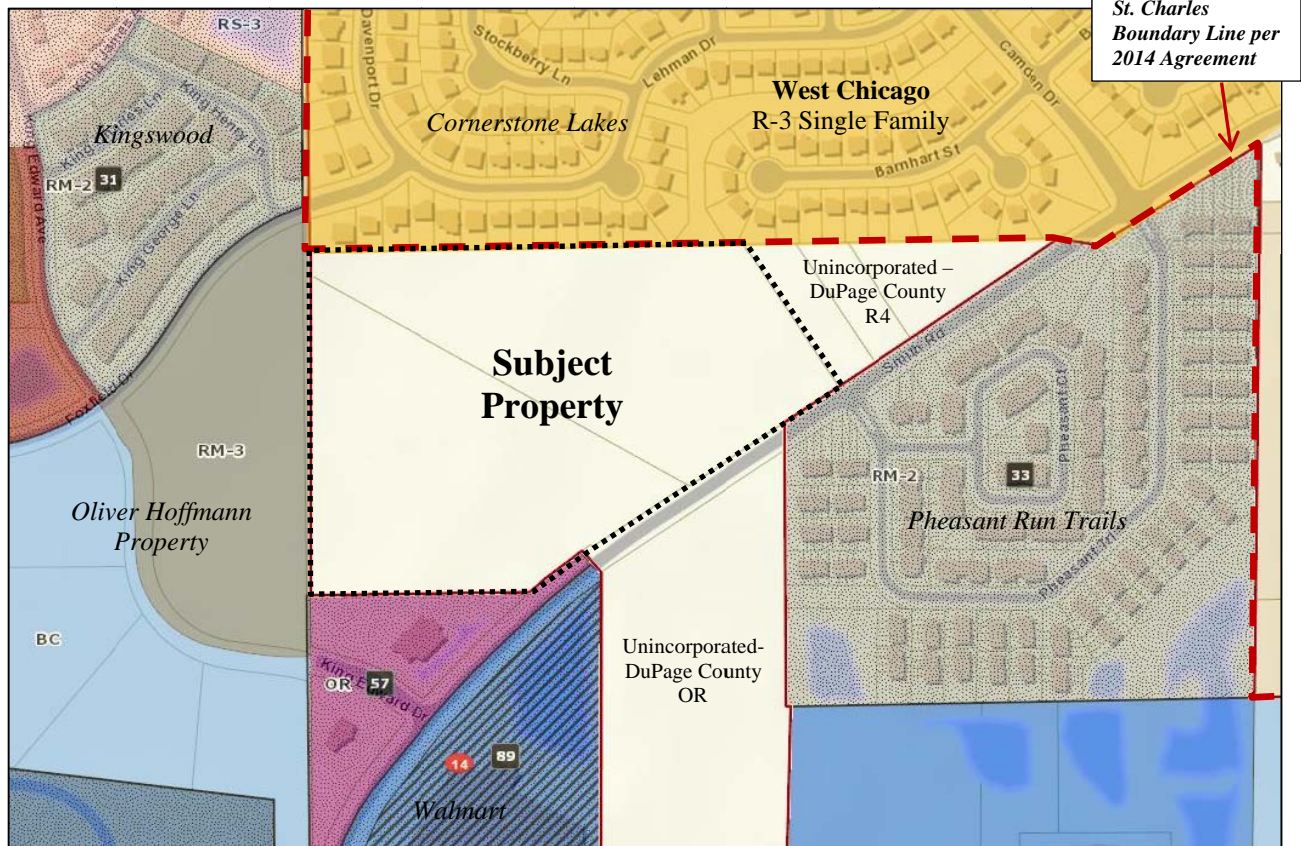 St. Charles
Boundary Line per
2014 Agreement
RS-3
Davenport Dr
Stockberry Ln
Lehman Dr
Camden Dr
West Chicago
R-3 Single Family
Cornerstone Lakes
Kingswood
King Henry Ln
King Edward Ave
RM-2 31
King George Ln
Barnhart St
Unincorporated –
DuPage County
R4
Smith Rd
Subject
Property
Foxfield Dr
RM-3
Oliver Hoffmann
Property
Pheasant Ct
RM-2
33
Pheasant Run Trails
Pheasant Trl
BC
Unincorporated-
DuPage County
OR
King Edward Dr
OR 57
14 89
Walmart